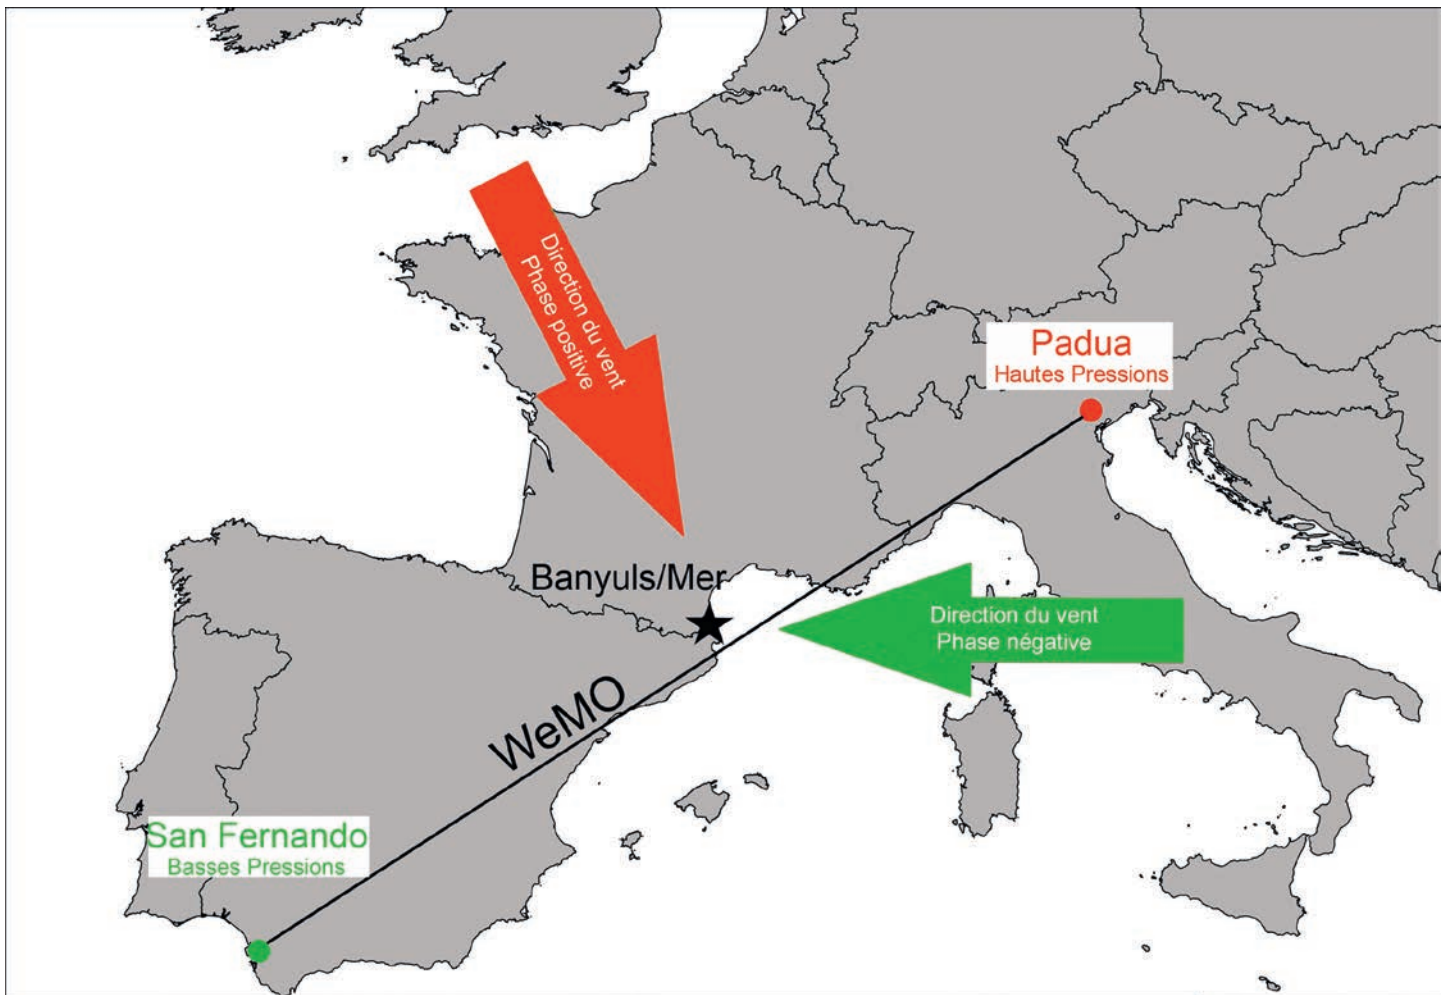 Direction du vent
Phase positive
Padua
Hautes Pressions
Banyuls/Mer
Direction du vent
Phase négative
WeMO
San Fernando
Basses Pressions